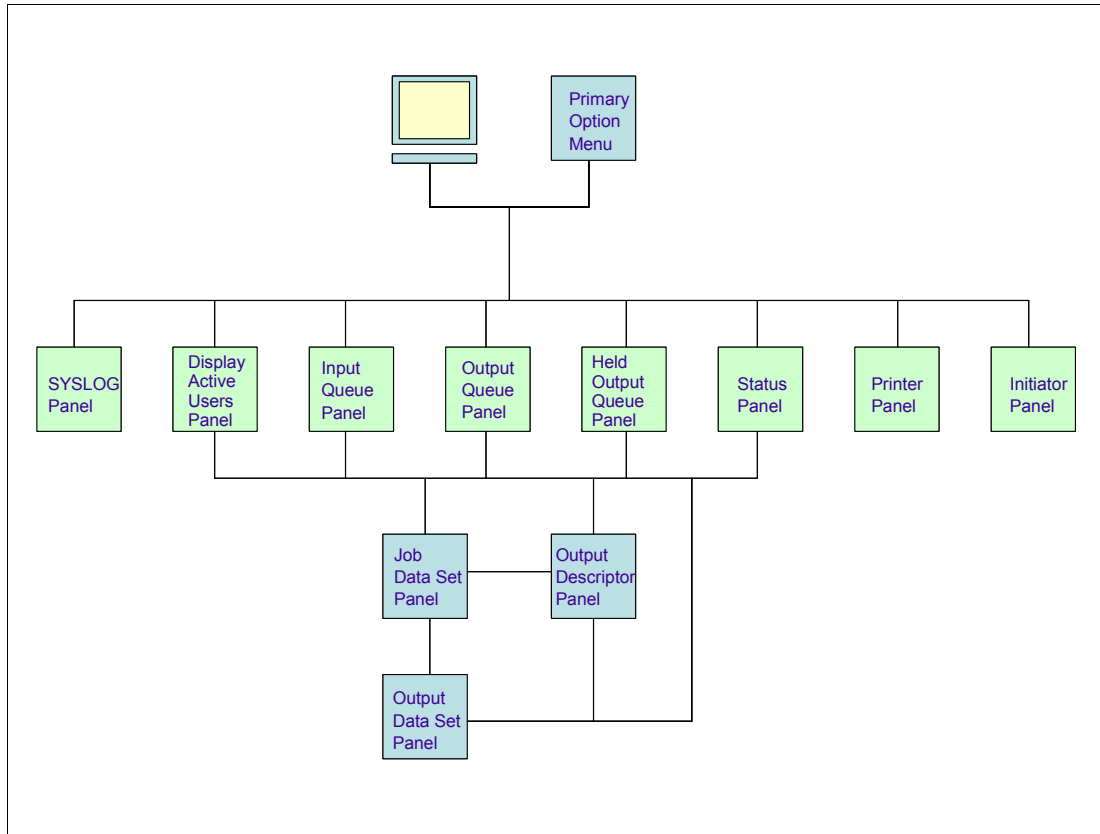 Primary
Option
Menu
SYSLOG
Panel
Display
Active
Users
Panel
Input
Queue
Panel
Output
Queue
Panel
Held
Output
Queue
Panel
Status
Panel
Printer
Panel
Initiator
Panel
Job
Data Set
Panel
Output
Descriptor
Panel
Output
Data Set
Panel